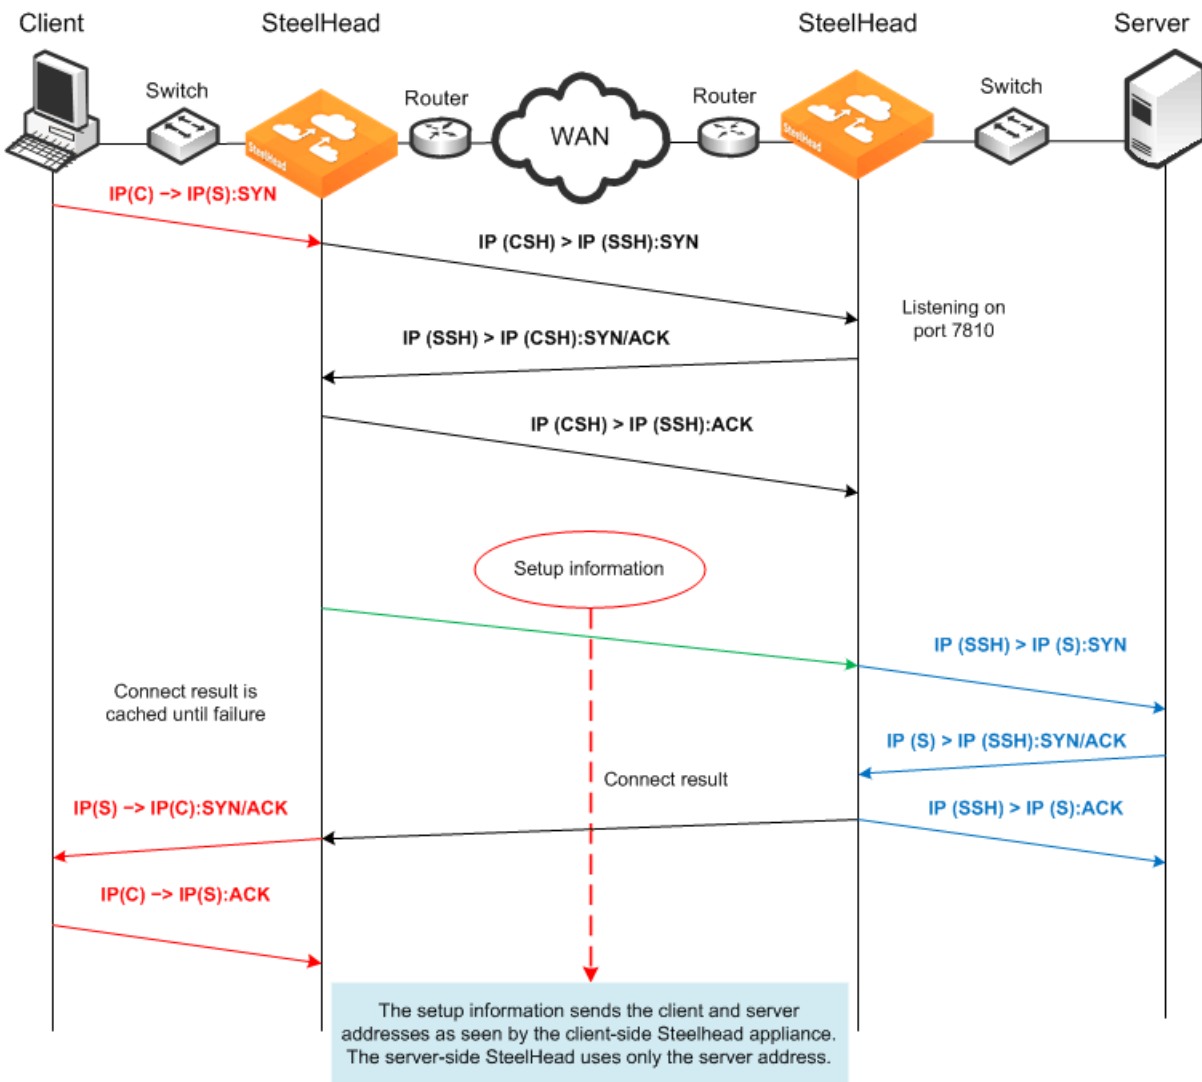 Client
SteelHead
SteelHead
Server
Switch
Router
WAN
Router
Switch
SteelHead
SteelHead
IP(C) −> IP(S):SYN
IP (CSH) > IP (SSH):SYN
Listening on
port 7810
IP (SSH) > IP (CSH):SYN/ACK
IP (CSH) > IP (SSH):ACK
Setup information
IP (SSH) > IP (S):SYN
Connect result is
cached until failure
IP (S) > IP (SSH):SYN/ACK
Connect result
IP(S) −> IP(C):SYN/ACK
IP (SSH) > IP (S):ACK
IP(C) −> IP(S):ACK
The setup information sends the client and server
addresses as seen by the client-side Steelhead appliance.
The server-side SteelHead uses only the server address.